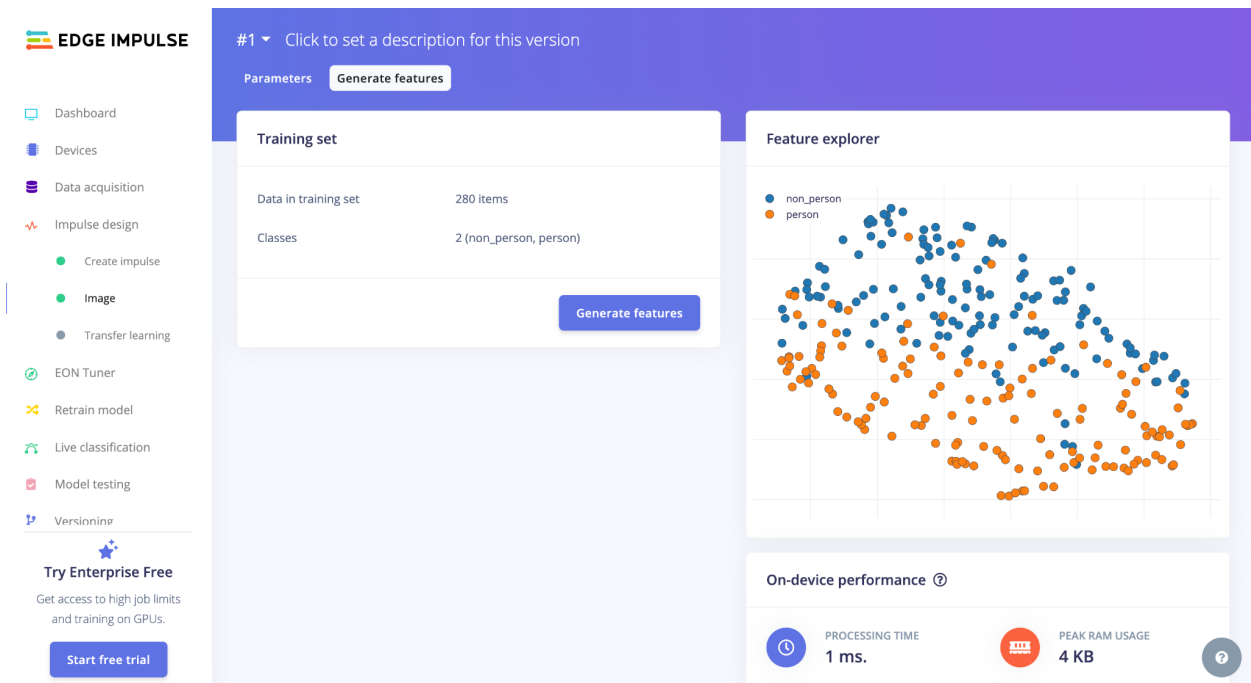 EDGE IMPULSE
Dashboard
Devices
Data acquisition
Impulse design
Create impulse
Image
Transfer learning
EON Tuner
Retrain model
Live classification
Model testing
Versioning
Try Enterprise Free
Get access to high job limits
and training on GPUs.
Start free trial
#1 Click to set a description for this version
Parameters Generate features
Training set
Data in training set 280 items
Classes 2 (non_person, person)
Generate features
Feature explorer
non_person
person
On-device performance ?
PROCESSING TIME
1 ms.
PEAK RAM USAGE
4 KB
?